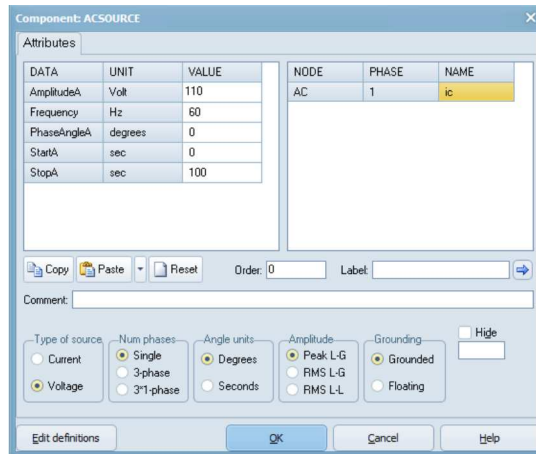 Component: ACSOURCE
Attributes
DATA UNIT VALUE NODE PHASE NAME
AmplitudeA Volt 110 AC 1 ic
Frequency Hz 60
PhaseAngleA degrees 0
StartA sec 0
StopA sec 100
Copy Paste Reset Order: 0 Label:
Comment:
Type of source Num phases Angle units Amplitude Grounding Hide
Current Single Degrees Peak L-G Grounded
3-phase RMS L-G
Voltage 3*1-phase Seconds RMS L-L Floating
Edit definitions OK Cancel Help